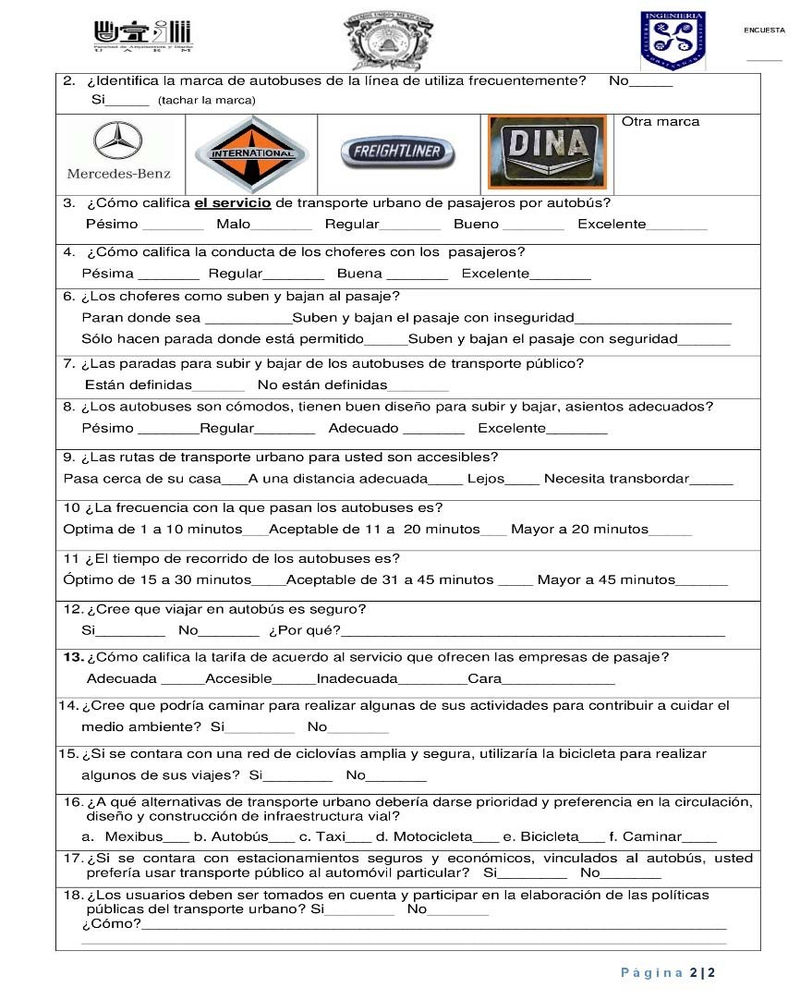 Facultad de Arquitectura y Diseño
U A E M
INGENIERIA
ENCUESTA
______
2. ¿Identifica la marca de autobuses de la línea de utiliza frecuentemente? No______
Si______ (tachar la marca)
Mercedes-Benz
INTERNATIONAL
FREIGHTLINER
DINA
Otra marca
3. ¿Cómo califica el servicio de transporte urbano de pasajeros por autobús?
Pésimo _______ Malo_______ Regular_______ Bueno _______ Excelente_______
4. ¿Cómo califica la conducta de los choferes con los pasajeros?
Pésima _______ Regular_______ Buena _______ Excelente_______
6. ¿Los choferes como suben y bajan al pasaje?
Paran donde sea __________Suben y bajan el pasaje con inseguridad__________________
Sólo hacen parada donde está permitido_____Suben y bajan el pasaje con seguridad______
7. ¿Las paradas para subir y bajar de los autobuses de transporte público?
Están definidas______ No están definidas_______
8. ¿Los autobuses son cómodos, tienen buen diseño para subir y bajar, asientos adecuados?
Pésimo _______Regular_______ Adecuado _______ Excelente_______
9. ¿Las rutas de transporte urbano para usted son accesibles?
Pasa cerca de su casa___A una distancia adecuada____ Lejos____ Necesita transbordar_____
10 ¿La frecuencia con la que pasan los autobuses es?
Optima de 1 a 10 minutos___Aceptable de 11 a 20 minutos___ Mayor a 20 minutos_____
11 ¿El tiempo de recorrido de los autobuses es?
Óptimo de 15 a 30 minutos____Aceptable de 31 a 45 minutos ____ Mayor a 45 minutos______
12. ¿Cree que viajar en autobús es seguro?
Si________ No_______ ¿Por qué?____________________________________________
13. ¿Cómo califica la tarifa de acuerdo al servicio que ofrecen las empresas de pasaje?
Adecuada _____Accesible_____Inadecuada________Cara_____________
14. ¿Cree que podría caminar para realizar algunas de sus actividades para contribuir a cuidar el
medio ambiente? Si________ No_______
15. ¿Si se contara con una red de ciclovías amplia y segura, utilizaría la bicicleta para realizar
algunos de sus viajes? Si________ No_______
16. ¿A qué alternativas de transporte urbano debería darse prioridad y preferencia en la circulación,
diseño y construcción de infraestructura vial?
a. Mexibus___ b. Autobús___ c. Taxi___ d. Motocicleta___ e. Bicicleta___ f. Caminar____
17. ¿Si se contara con estacionamientos seguros y económicos, vinculados al autobús, usted
prefería usar transporte público al automóvil particular? Si________ No_______
18. ¿Los usuarios deben ser tomados en cuenta y participar en la elaboración de las políticas
públicas del transporte urbano? Si________ No_______
¿Cómo?___________________________________________________________________
__________________________________________________________________________
Página 2|2